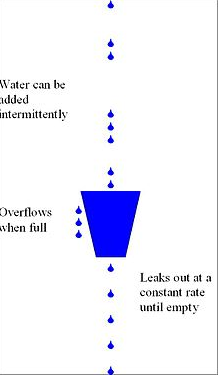 Water can be
added
intermittently
Overflows
when full
Leaks out at a
constant rate
until empty